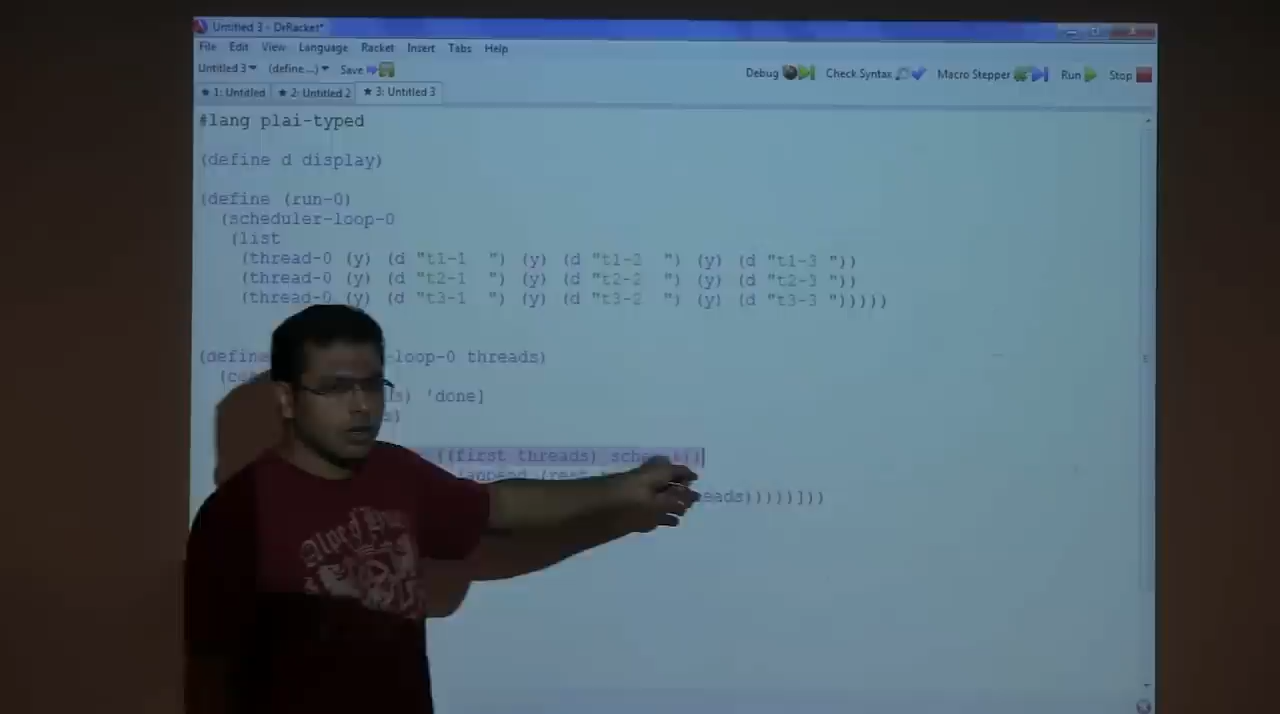 Untitled 3 - DrRacket*
File Edit View Language Racket Insert Tabs Help
Untitled 3 (define ...) Save Debug Check Syntax Macro Stepper Run Stop
1: Untitled 2: Untitled 2 3: Untitled 3
#lang plai-typed
(define d display)
(define (run-0)
(scheduler-loop-0
(list
(thread-0 (y) (d "t1-1 ") (y) (d "t1-2 ") (y) (d "t1-3 "))
(thread-0 (y) (d "t2-1 ") (y) (d "t2-2 ") (y) (d "t2-3 "))
(thread-0 (y) (d "t3-1 ") (y) (d "t3-2 ") (y) (d "t3-3 ")))))
(define -loop-0 threads)
'done]
((first threads)
(append (rest
)))))]))